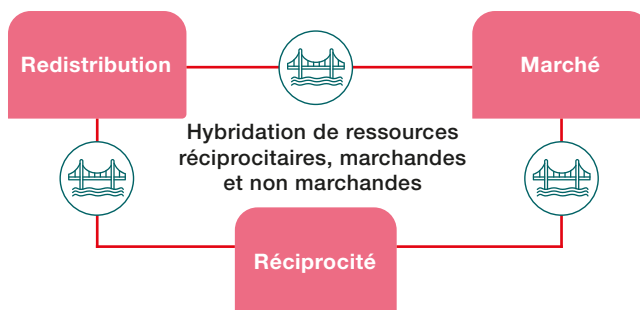 Redistribution
Marché
Hybridation de ressources
réciprocitaires, marchandes
et non marchandes
Réciprocité